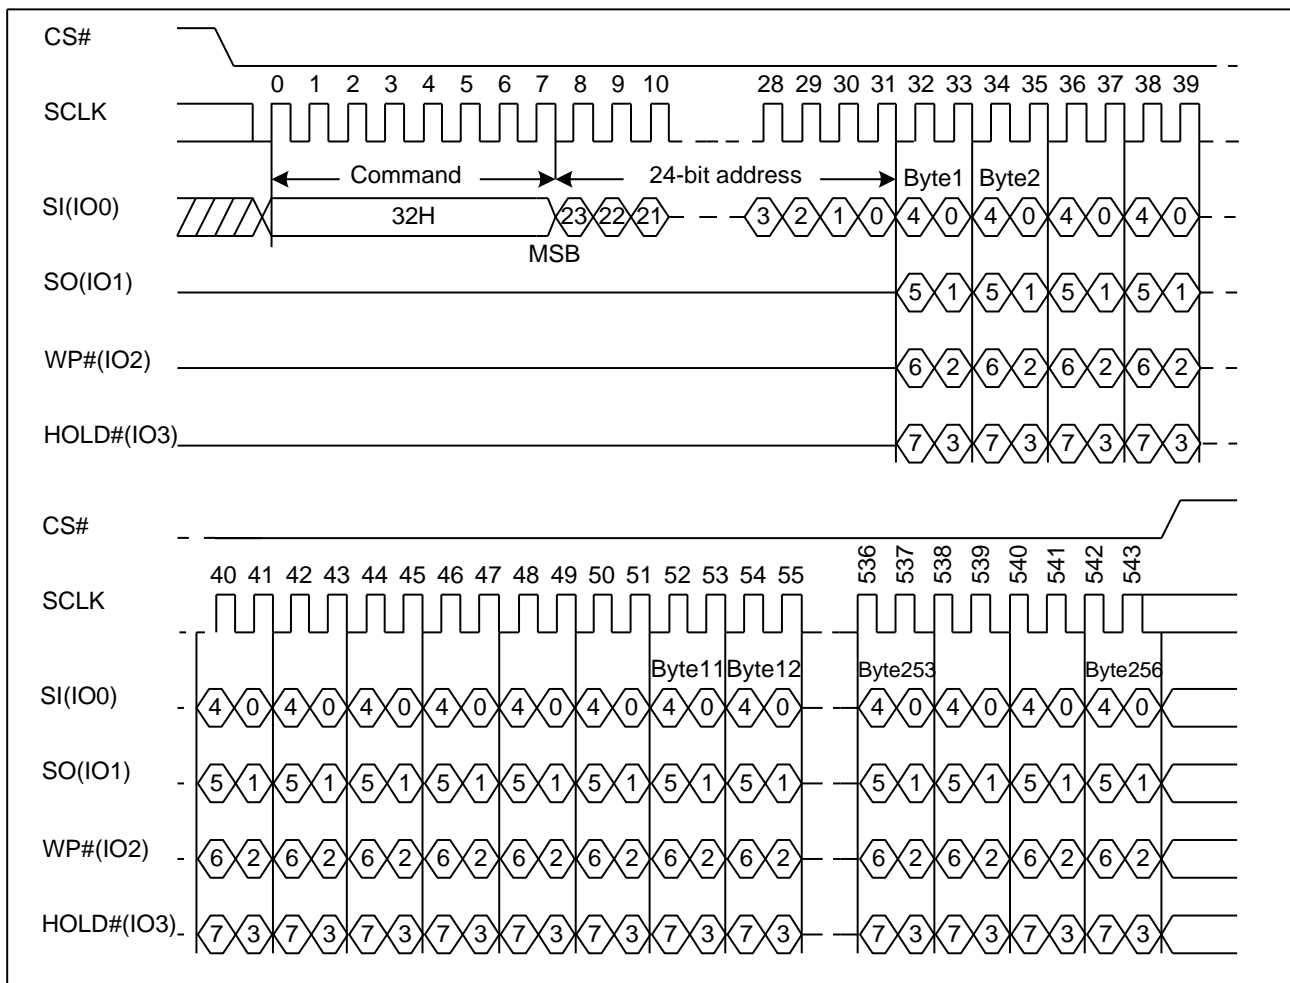 CS#
0 1 2 3 4 5 6 7 8 9 10 28 29 30 31 32 33 34 35 36 37 38 39
SCLK
Command 24-bit address Byte1 Byte2
SI(IO0) 32H 23 22 21 3 2 1 0 4 0 4 0 4 0 4 0
MSB
SO(IO1) 5 1 5 1 5 1 5 1
WP#(IO2) 6 2 6 2 6 2 6 2
HOLD#(IO3) 7 3 7 3 7 3 7 3
CS#
40 41 42 43 44 45 46 47 48 49 50 51 52 53 54 55 536 537 538 539 540 541 542 543
SCLK
Byte11 Byte12 Byte253 Byte256
SI(IO0) 4 0 4 0 4 0 4 0 4 0 4 0 4 0 4 0 4 0 4 0 4 0 4 0
SO(IO1) 5 1 5 1 5 1 5 1 5 1 5 1 5 1 5 1 5 1 5 1 5 1 5 1
WP#(IO2) 6 2 6 2 6 2 6 2 6 2 6 2 6 2 6 2 6 2 6 2 6 2 6 2
HOLD#(IO3) 7 3 7 3 7 3 7 3 7 3 7 3 7 3 7 3 7 3 7 3 7 3 7 3